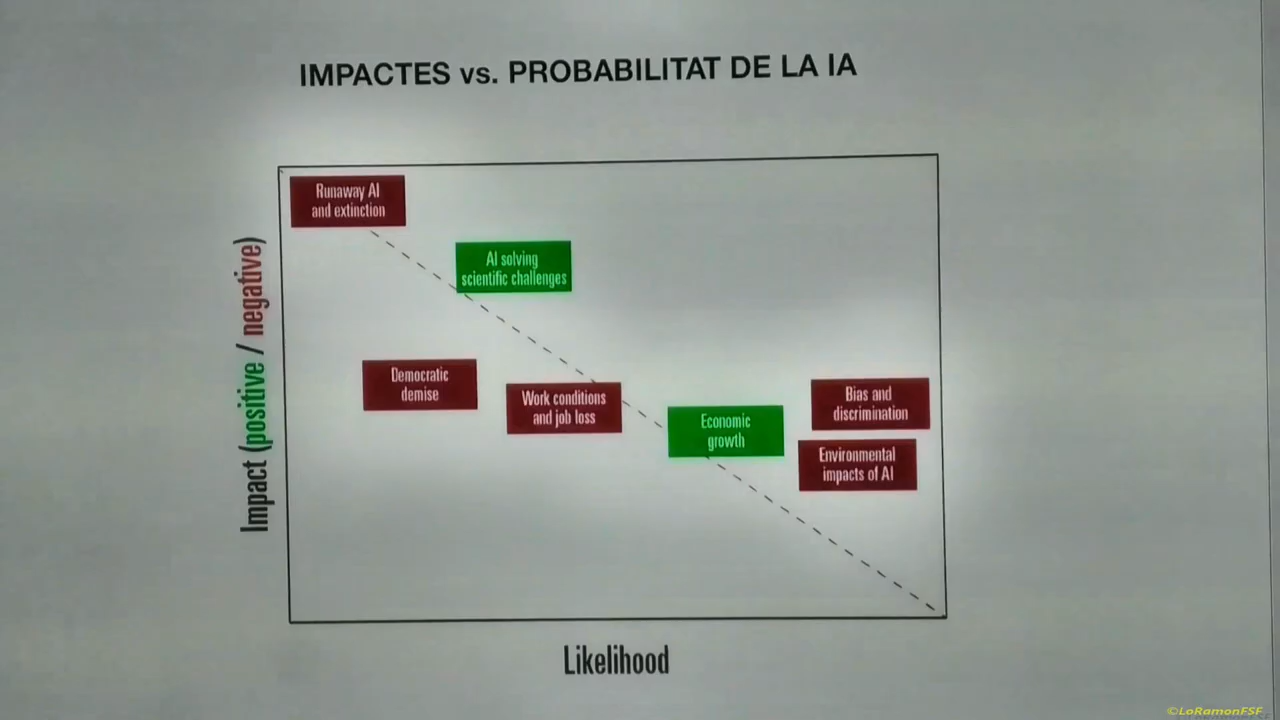 IMPACTES vs. PROBABILITAT DE LA IA
Impact (positive / negative)
Runaway AI
and extinction
AI solving
scientific challenges
Democratic
demise
Work conditions
and job loss
Economic
growth
Bias and
discrimination
Environmental
impacts of AI
Likelihood
©LoRamonFSF